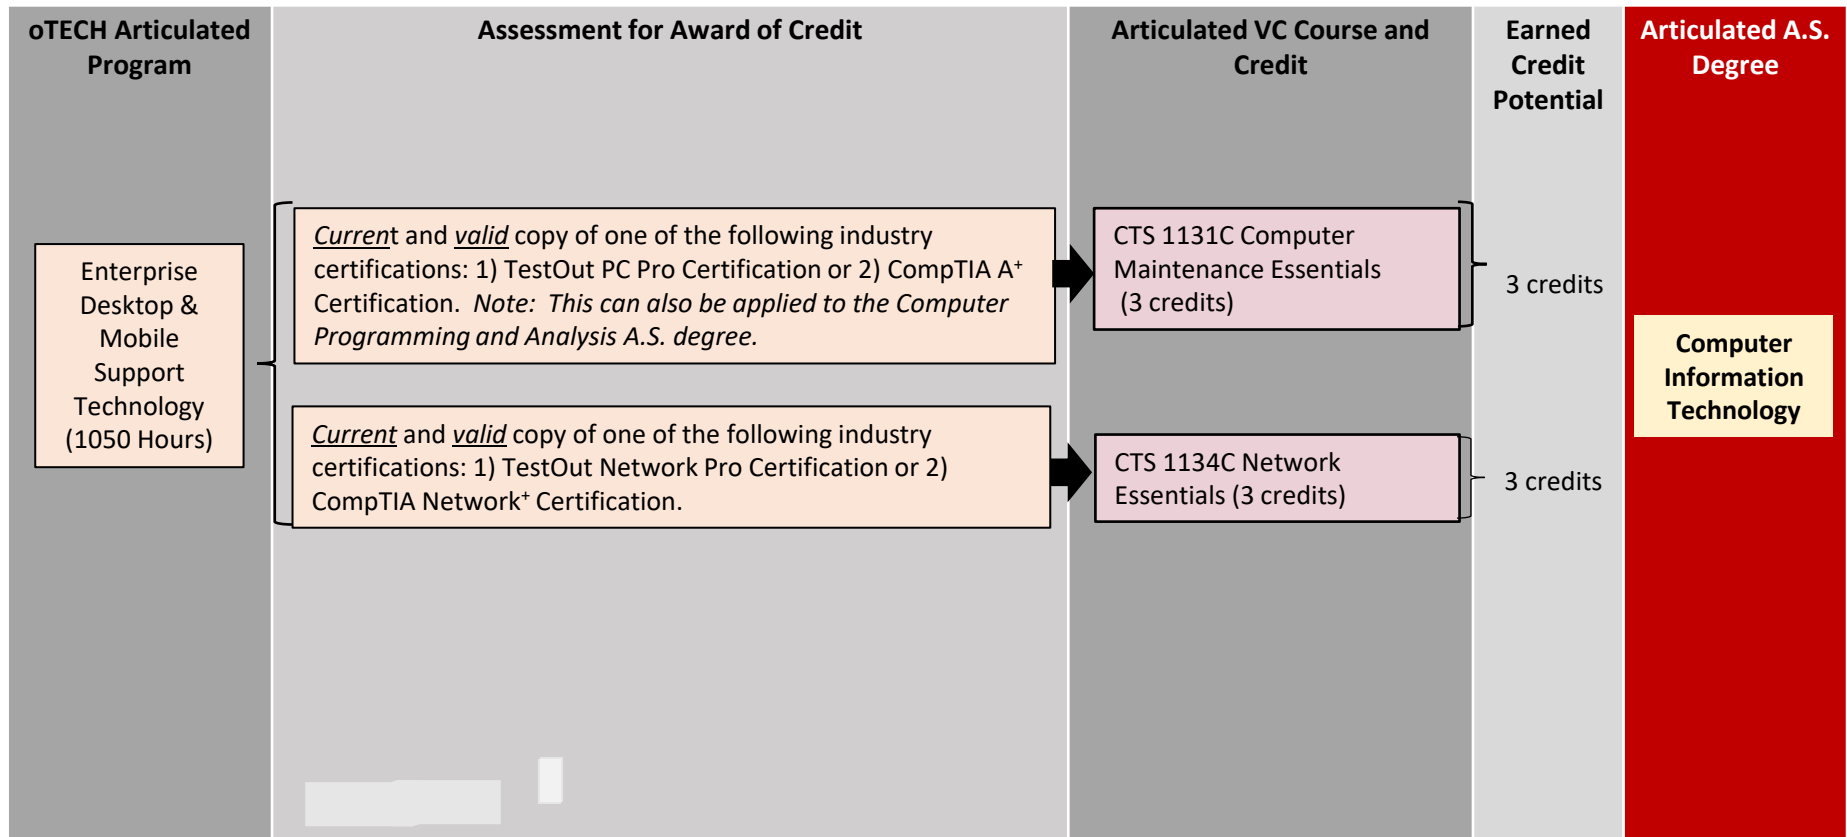 oTECH Articulated
Program
Assessment for Award of Credit
Articulated VC Course and
Credit
Earned
Credit
Potential
Articulated A.S.
Degree
Enterprise
Desktop &
Mobile
Support
Technology
(1050 Hours)
Current and valid copy of one of the following industry
certifications: 1) TestOut PC Pro Certification or 2) CompTIA A+
Certification. Note: This can also be applied to the Computer
Programming and Analysis A.S. degree.
CTS 1131C Computer
Maintenance Essentials
(3 credits)
3 credits
Current and valid copy of one of the following industry
certifications: 1) TestOut Network Pro Certification or 2)
CompTIA Network+ Certification.
CTS 1134C Network
Essentials (3 credits)
3 credits
Computer
Information
Technology